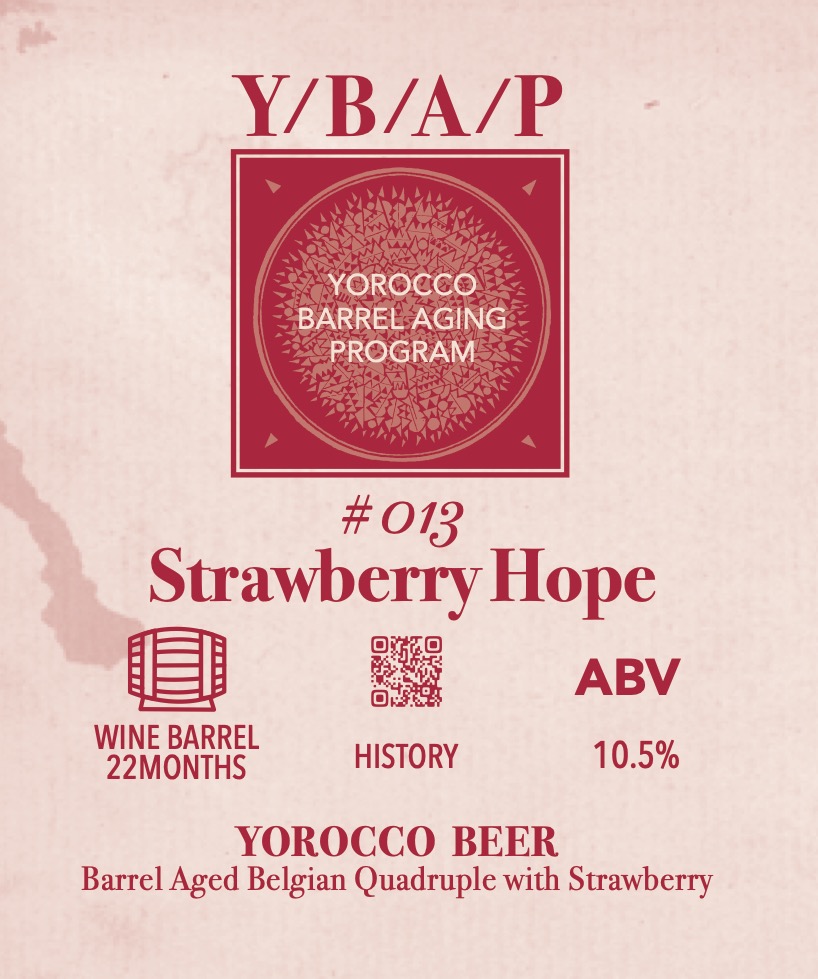 Y/B/A/P
YOROCCO
BARREL AGING
PROGRAM
#013
Strawberry Hope
WINE BARREL
22MONTHS
HISTORY
ABV
10.5%
YOROCCO BEER
Barrel Aged Belgian Quadruple with Strawberry